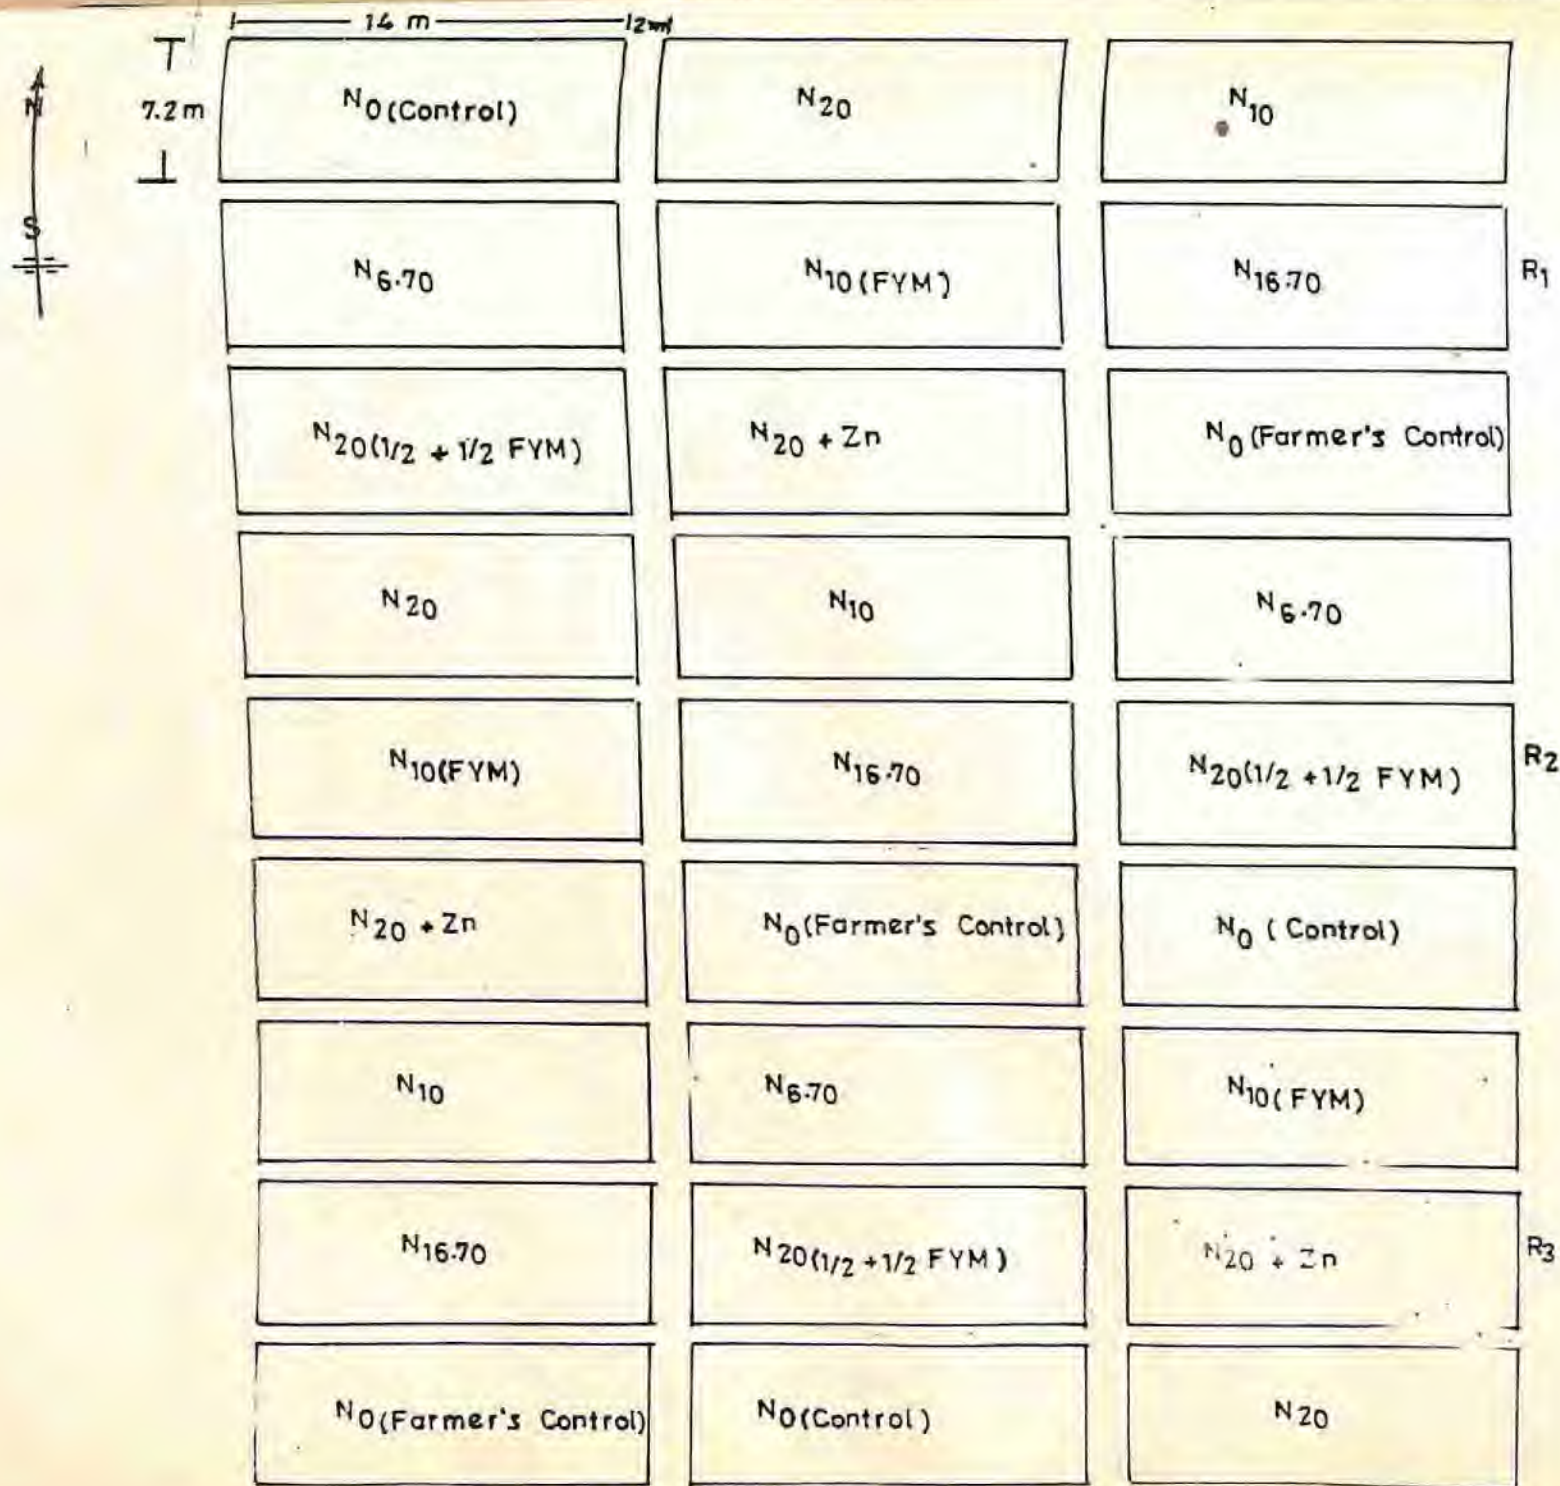 14 m 2m
N
7.2 m
S
N0 (Control) N20 N10
N6.70 N10 (FYM) N16.70 R1
N20 (1/2 + 1/2 FYM) N20 + Zn N0 (Farmer's Control)
N20 N10 N6.70
N10 (FYM) N16.70 N20 (1/2 + 1/2 FYM) R2
N20 + Zn N0 (Farmer's Control) N0 (Control)
N10 N6.70 N10 (FYM)
N16.70 N20 (1/2 + 1/2 FYM) N20 + Zn R3
N0 (Farmer's Control) N0 (Control) N20